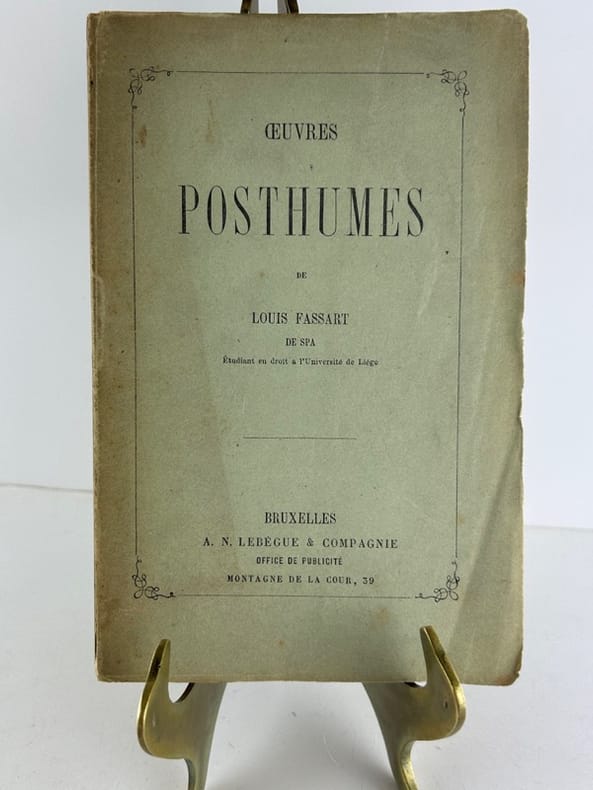 ŒUVRES
POSTHUMES
DE
LOUIS FASSART
DE SPA
Étudiant en droit à l'Université de Liége
BRUXELLES
A. N. LEBÉGUE & COMPAGNIE
OFFICE DE PUBLICITÉ
MONTAGNE DE LA COUR, 39